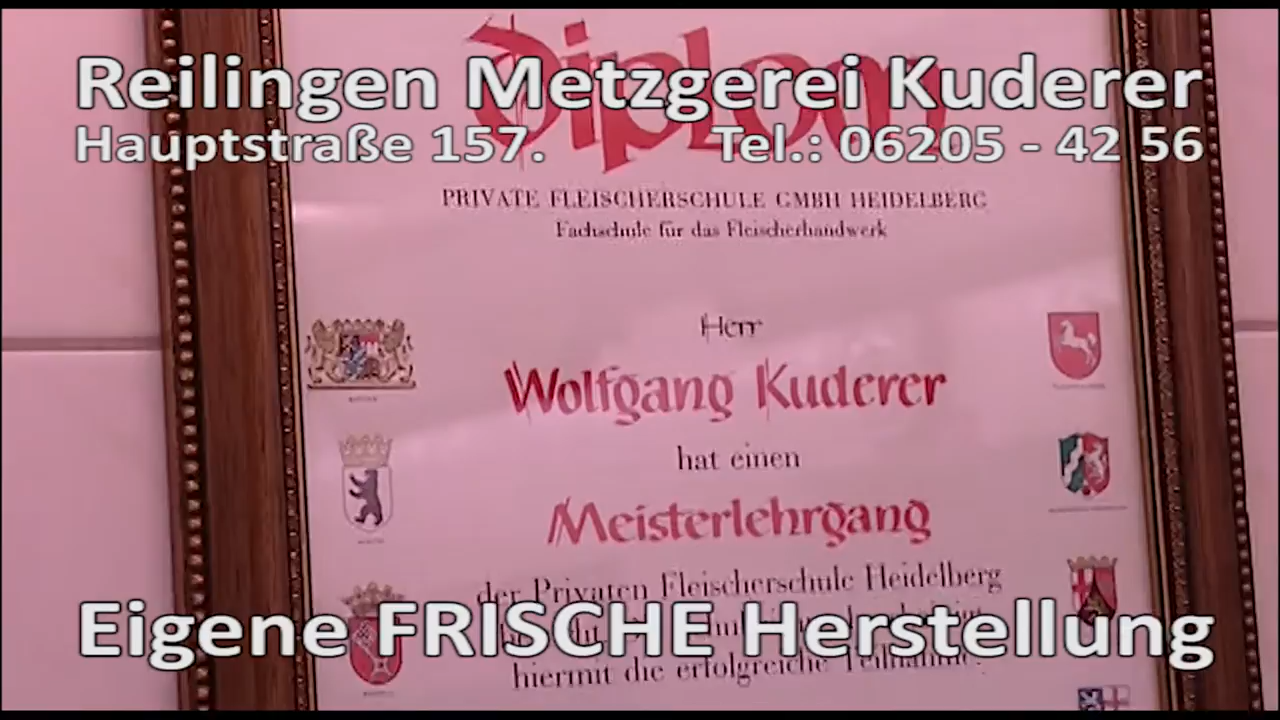 Diplom
Reilingen Metzgerei Kuderer
Hauptstraße 157. Tel.: 06205 - 42 56
PRIVATE FLEISCHERSCHULE GMBH HEIDELBERG
Fachschule für das Fleischerhandwerk
Herr
Wolfgang Kuderer
hat einen
Meisterlehrgang
der Privaten Fleischerschule Heidelberg
Eigene FRISCHE Herstellung
hiermit die erfolgreiche Teilnahme.